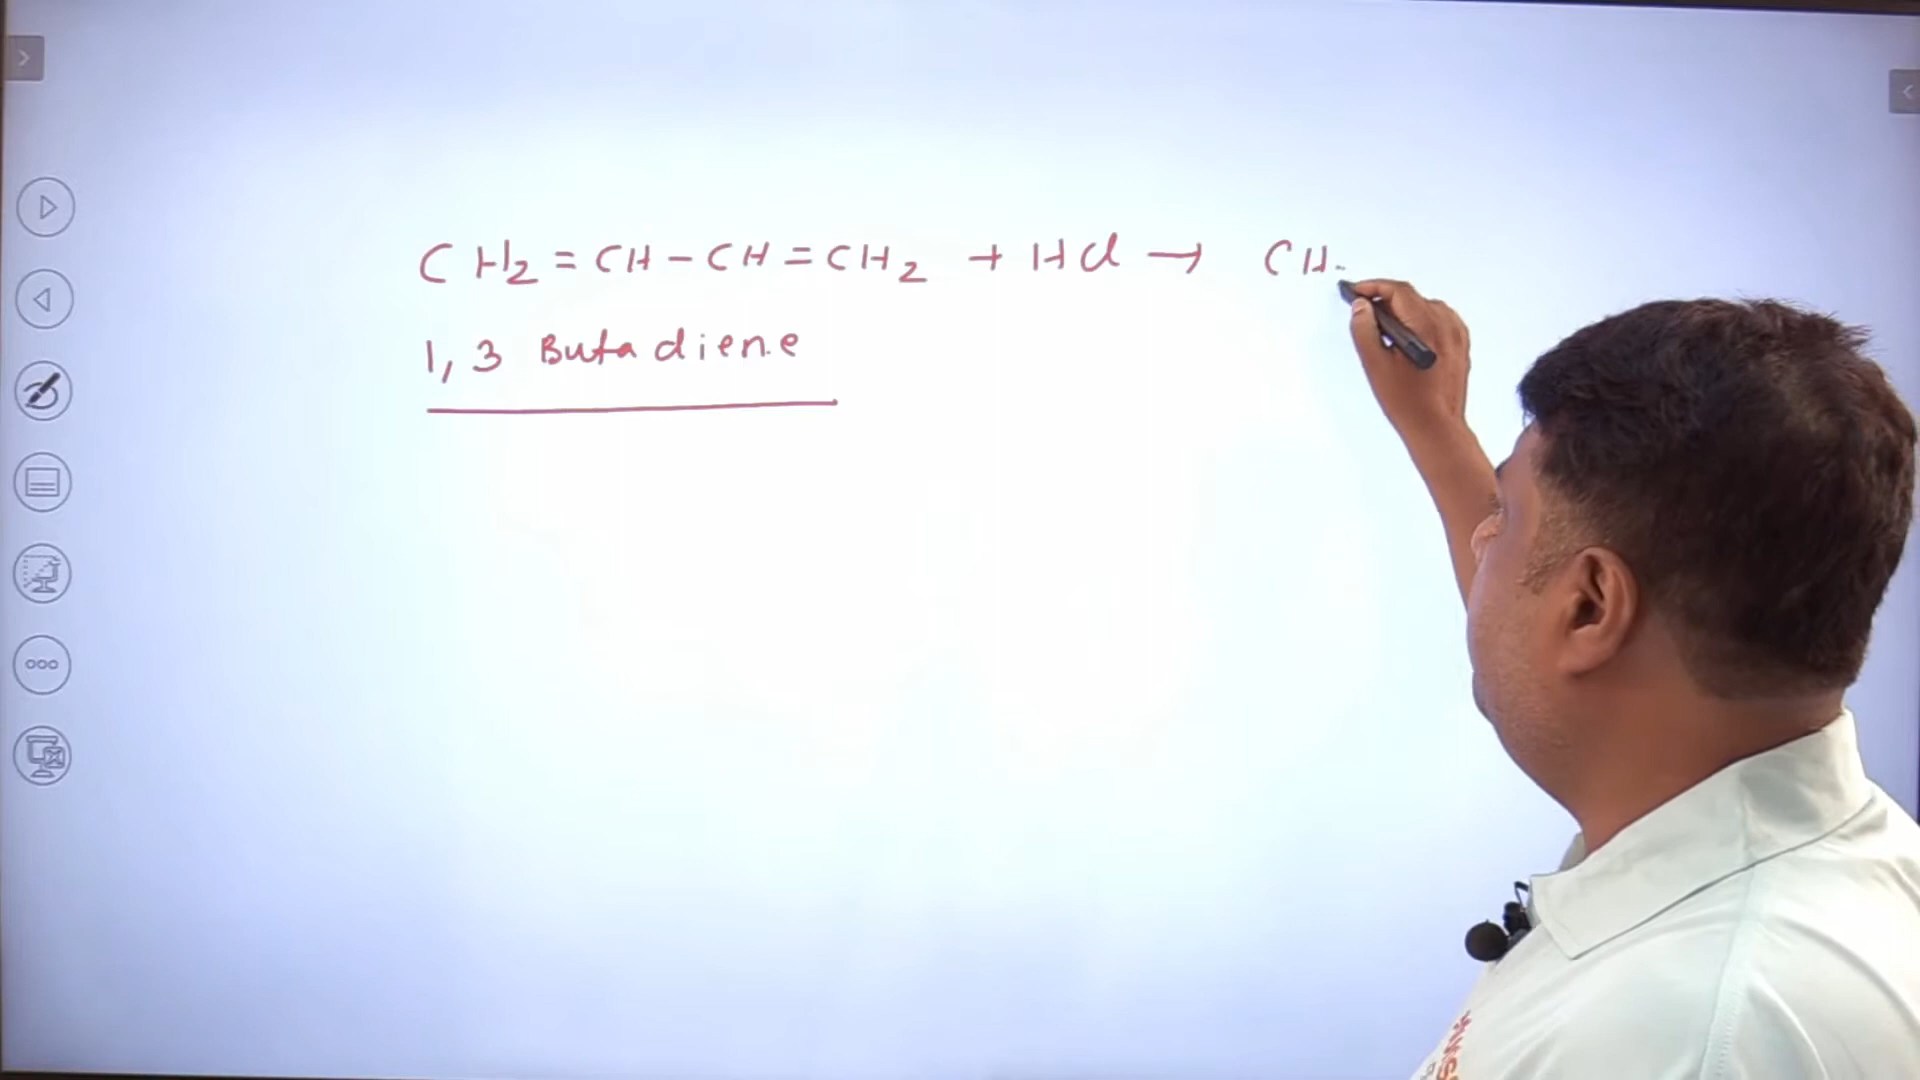 CH₂ = CH - CH = CH₂ + HCl → CH
1, 3 Butadiene